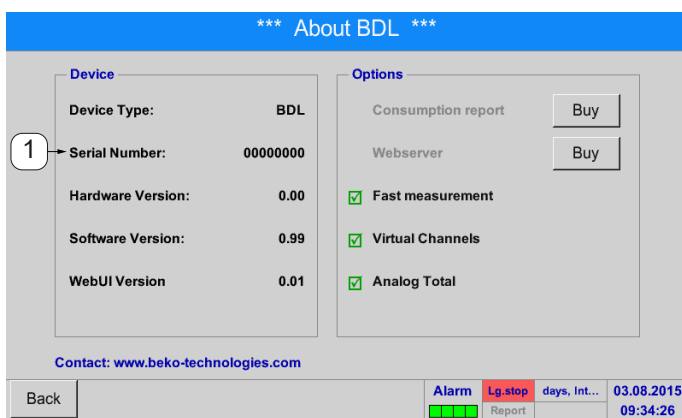 *** About BDL ***
Device
Device Type: BDL
1
Serial Number: 00000000
Hardware Version: 0.00
Software Version: 0.99
WebUI Version 0.01
Options
Consumption report Buy
Webserver Buy
Fast measurement
Virtual Channels
Analog Total
Contact: www.beko-technologies.com
Back
Alarm Lg.stop days, Int... 03.08.2015
Report 09:34:26